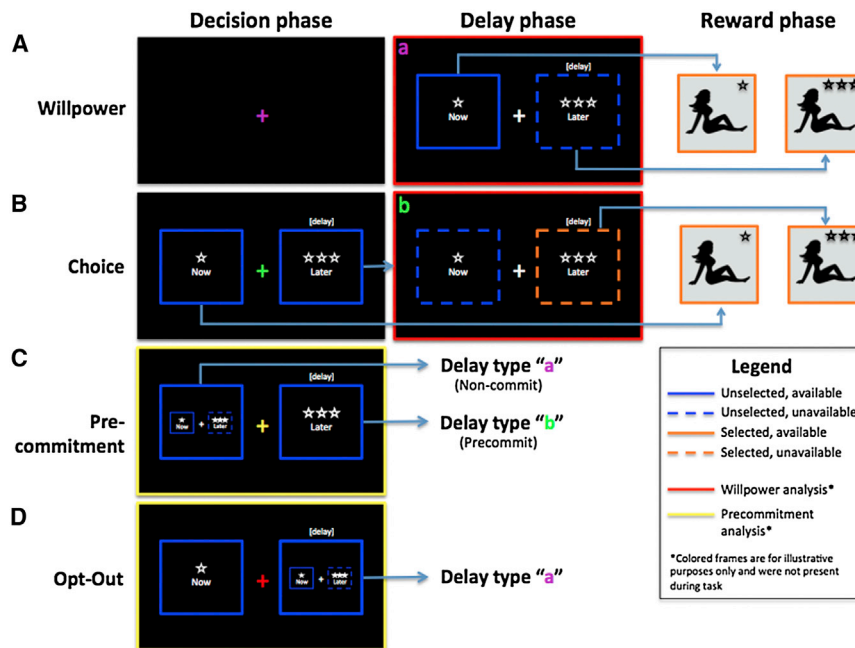 Decision phase
Delay phase
Reward phase
A
Willpower
a
[delay]
Now
Later
B
Choice
[delay]
Now
Later
b
[delay]
Now
Later
C
Pre-
commitment
[delay]
Now
Later
Later
Delay type “a”
(Non-commit)
Delay type “b”
(Precommit)
D
Opt-Out
[delay]
Now
Now
Later
Delay type “a”
Legend
Unselected, available
Unselected, unavailable
Selected, available
Selected, unavailable
Willpower analysis*
Precommitment
analysis*
*Colored frames are for illustrative
purposes only and were not present
during task